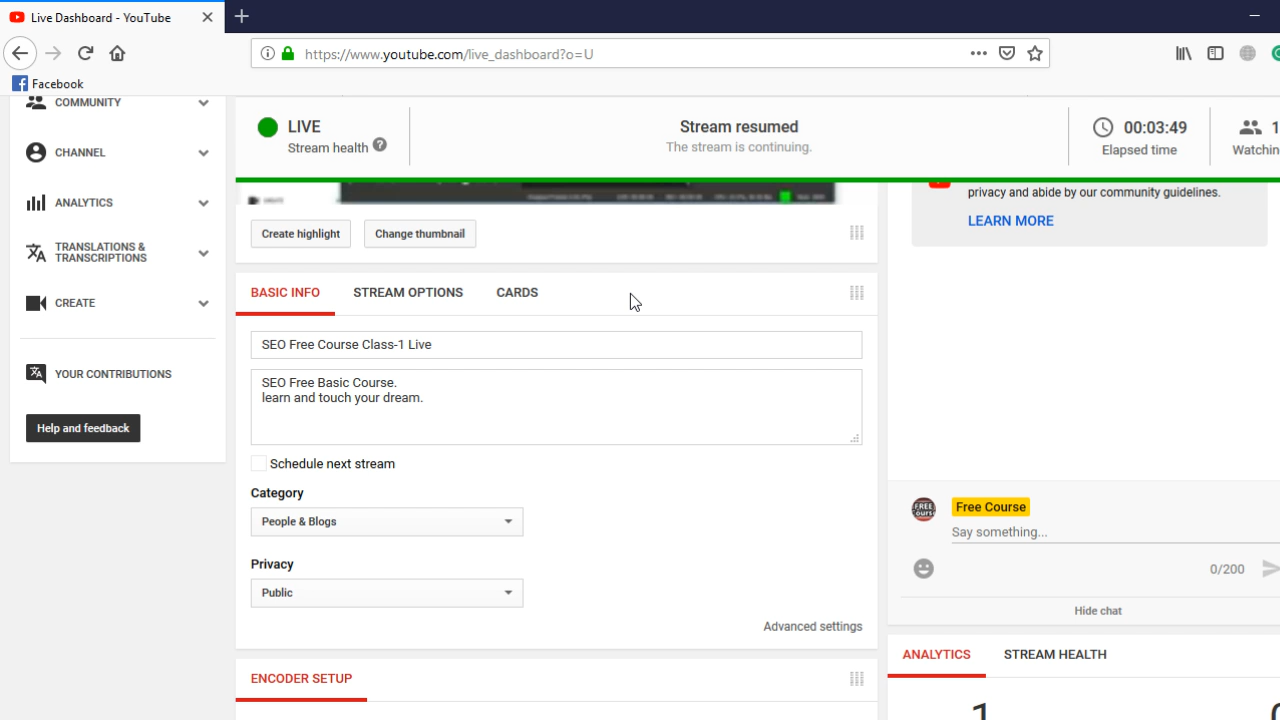 Live Dashboard - YouTube
https://www.youtube.com/live_dashboard?o=U
Facebook
COMMUNITY
CHANNEL
ANALYTICS
TRANSLATIONS &
TRANSCRIPTIONS
CREATE
YOUR CONTRIBUTIONS
Help and feedback
LIVE
Stream health ?
Stream resumed
The stream is continuing.
00:03:49
Elapsed time
1
Watchin
Create highlight
Change thumbnail
BASIC INFO
STREAM OPTIONS
CARDS
SEO Free Course Class-1 Live
SEO Free Basic Course.
learn and touch your dream.
Schedule next stream
Category
People & Blogs
Privacy
Public
Advanced settings
ENCODER SETUP
privacy and abide by our community guidelines.
LEARN MORE
FREE
Free Course
Say something...
0/200
Hide chat
ANALYTICS
STREAM HEALTH
1